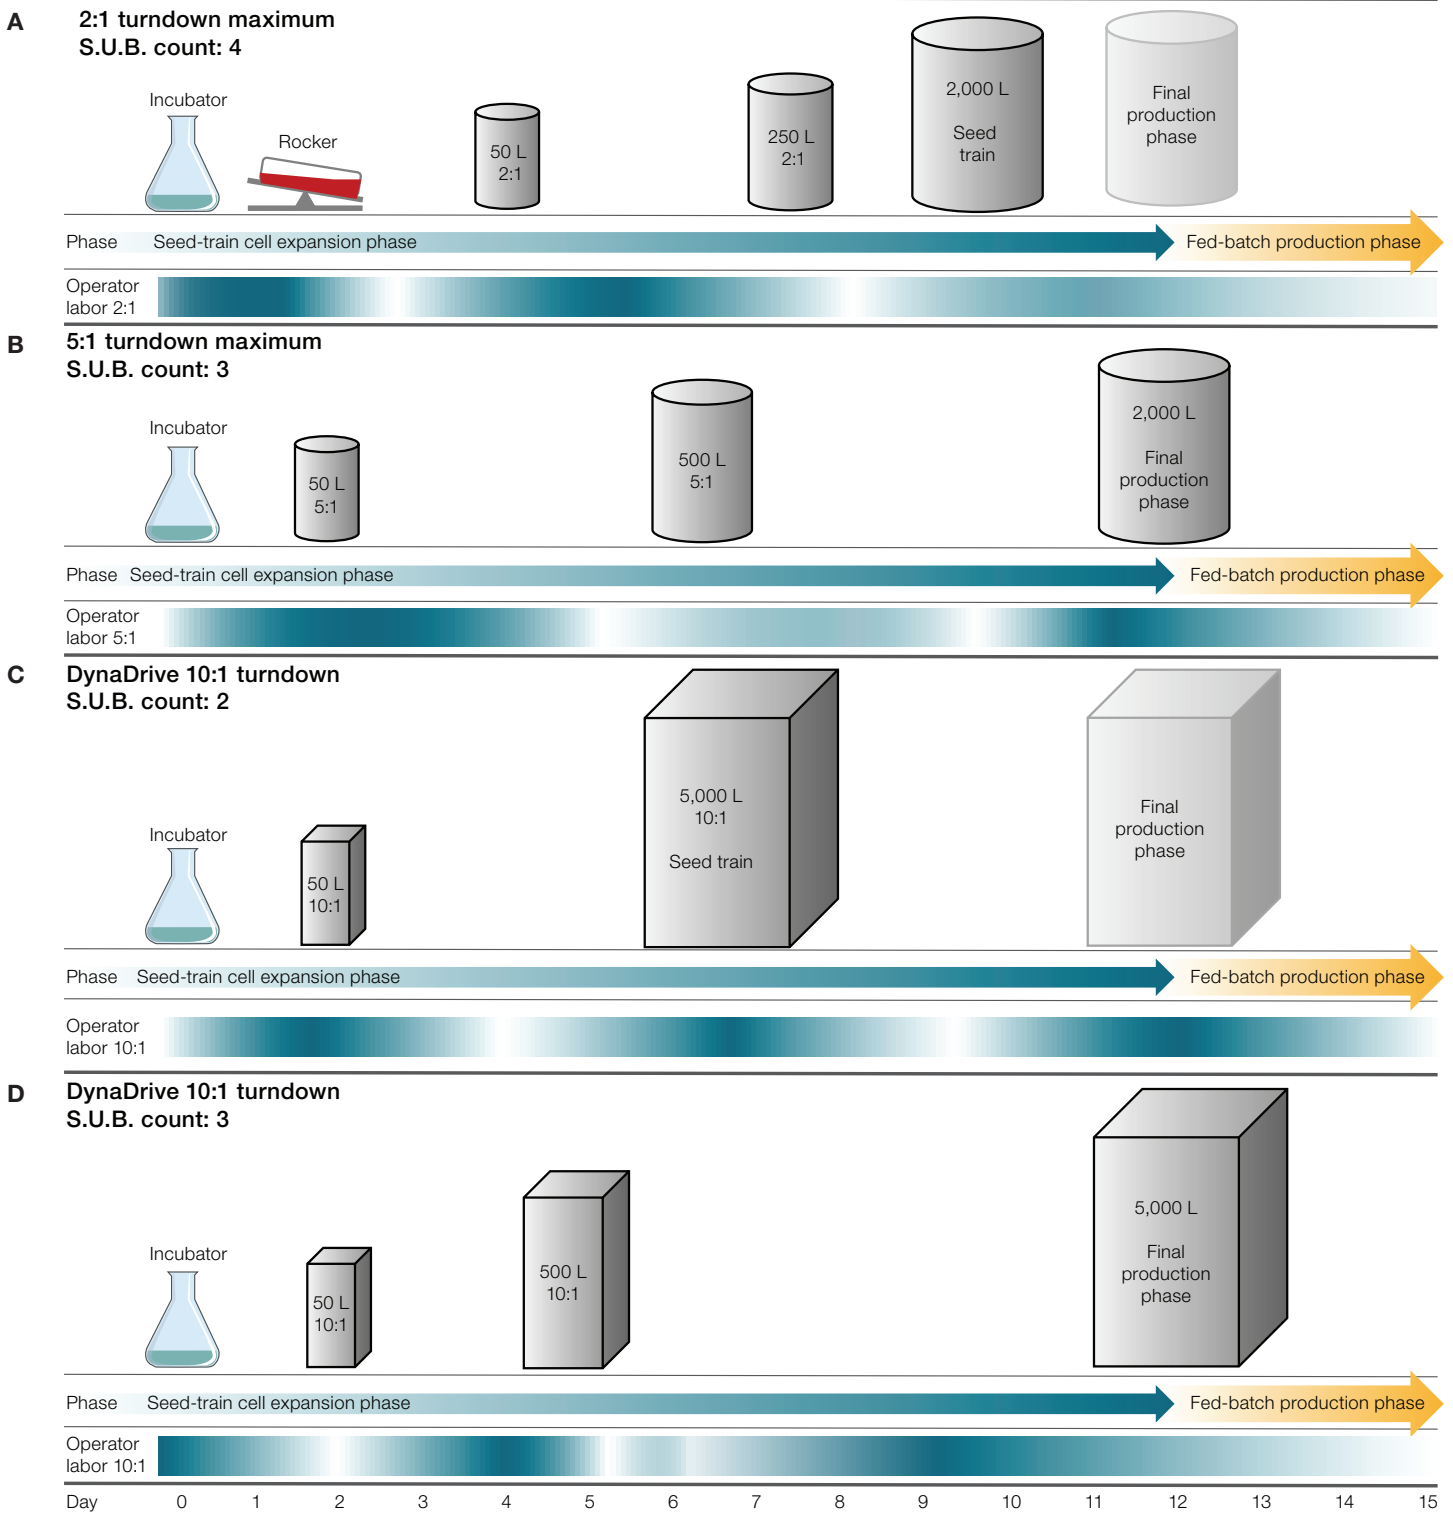 A
2:1 turndown maximum
S.U.B. count: 4
Incubator
Rocker
50 L
2:1
250 L
2:1
2,000 L
Seed
train
Final
production
phase
Phase
Seed-train cell expansion phase
Fed-batch production phase
Operator
labor 2:1
B
5:1 turndown maximum
S.U.B. count: 3
Incubator
50 L
5:1
500 L
5:1
2,000 L
Final
production
phase
Phase
Seed-train cell expansion phase
Fed-batch production phase
Operator
labor 5:1
C
DynaDrive 10:1 turndown
S.U.B. count: 2
Incubator
50 L
10:1
5,000 L
10:1
Seed train
Final
production
phase
Phase
Seed-train cell expansion phase
Fed-batch production phase
Operator
labor 10:1
D
DynaDrive 10:1 turndown
S.U.B. count: 3
Incubator
50 L
10:1
500 L
10:1
5,000 L
Final
production
phase
Phase
Seed-train cell expansion phase
Fed-batch production phase
Operator
labor 10:1
Day 0 1 2 3 4 5 6 7 8 9 10 11 12 13 14 15